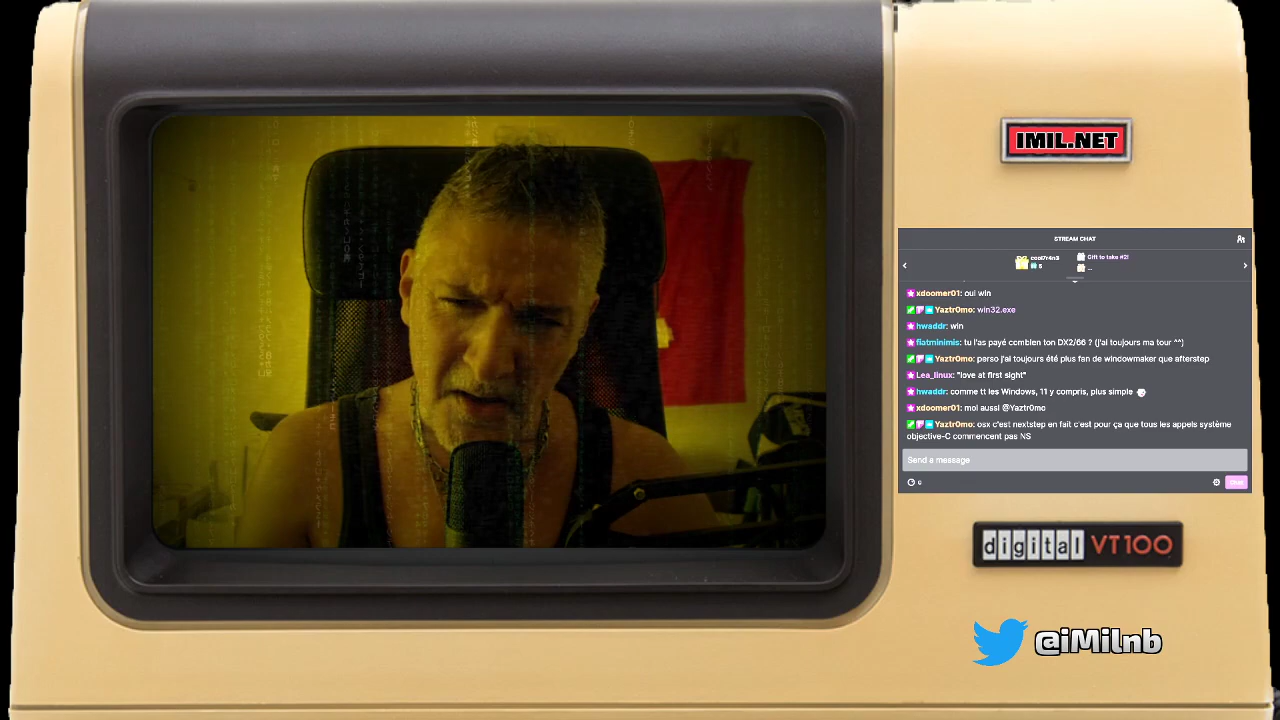 IMIL.NET
STREAM CHAT
cool7r4n3
Gift to take #2!
5
...
xdoomer01: oui win
Yaztr0mo: win32.exe
hwaddr: win
fiatminimis: tu l'as payé combien ton DX2/66 ? (j'ai toujours ma tour ^^)
Yaztr0mo: perso j'ai toujours été plus fan de windowmaker que afterstep
Lea_linux: "love at first sight"
hwaddr: comme tt les Windows, 11 y compris, plus simple
xdoomer01: moi aussi @Yaztr0mo
Yaztr0mo: osx c'est nextstep en fait c'est pour ça que tous les appels système
objective-C commencent pas NS
Send a message
0
Chat
digital VT100
@iMilnb